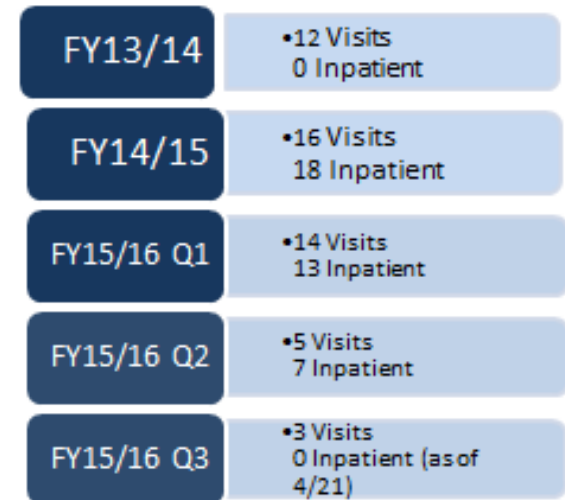 FY13/14
•12 Visits
0 Inpatient
FY14/15
•16 Visits
18 Inpatient
FY15/16 Q1
•14 Visits
13 Inpatient
FY15/16 Q2
•5 Visits
7 Inpatient
FY15/16 Q3
•3 Visits
0 Inpatient (as of
4/21)